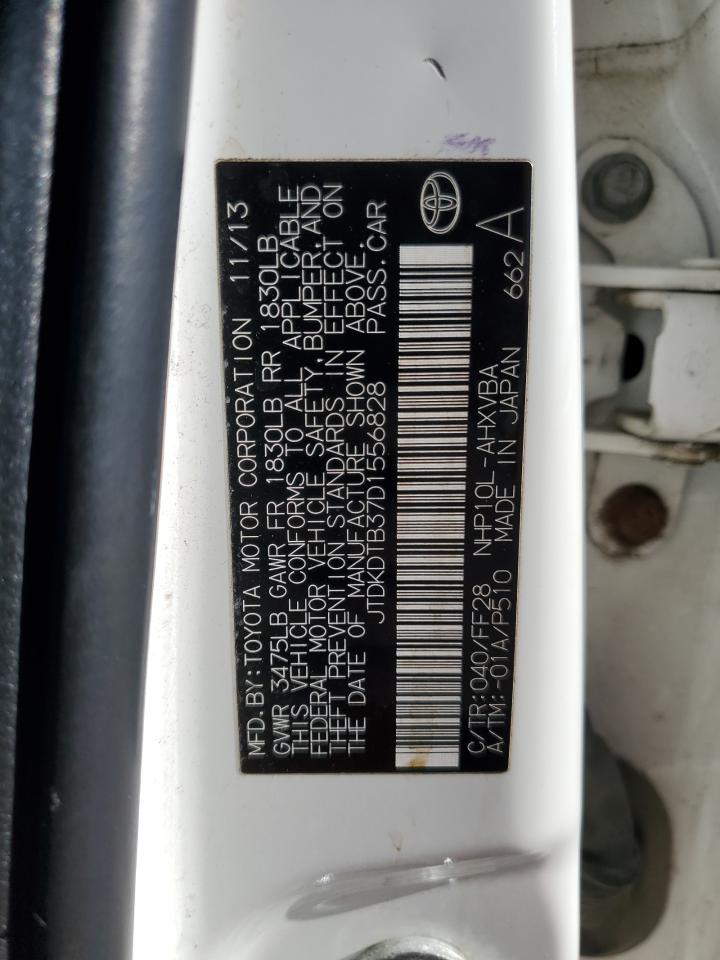 MFD. BY: TOYOTA MOTOR CORPORATION 11/13
GVWR 3475LB GAWR FR 1830LB RR 1830LB
THIS VEHICLE CONFORMS TO ALL APPLICABLE
FEDERAL MOTOR VEHICLE SAFETY, BUMPER, AND
THEFT PREVENTION STANDARDS IN EFFECT ON
THE DATE OF MANUFACTURE SHOWN ABOVE.
JTDKDTB37D1556828 PASS. CAR
C/TR: 040/FF28 NHP10L-AHXVBA 662 A
A/TM: -01A/P510 MADE IN JAPAN